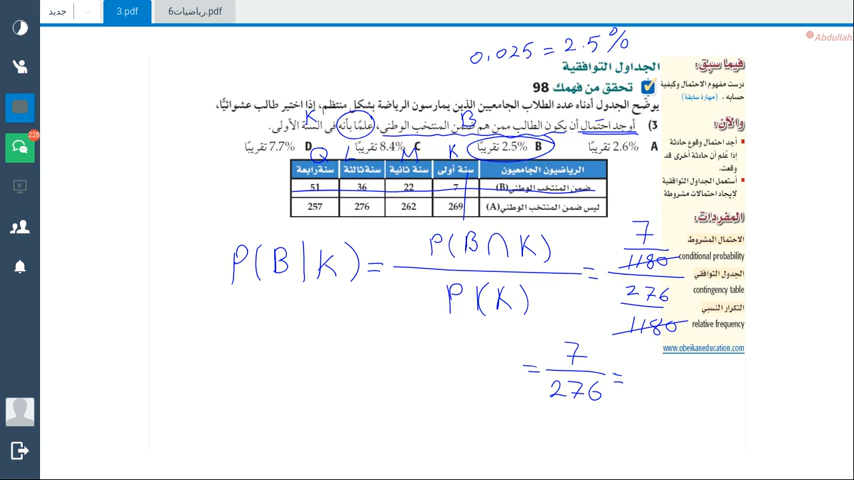 جديد
3.pdf
رياضيات6.pdf
Abdullah
228
0,025 = 2.5%
الجداول التوافقية
تحقق من فهمك 98
يوضح الجدول أدناه عدد الطلاب الجامعيين الذين يمارسون الرياضة بشكل منتظم، إذا اختير طالب عشوائيًّا،
K B
3) أوجد احتمال أن يكون الطالب ممن هم ضمن المنتخب الوطني، علمًا بأنه في السنة الأولى.
A 2.6% تقريبًا B 2.5% تقريبًا C 8.4% تقريبًا D 7.7% تقريبًا
Q L M K
الرياضيون الجامعيون سنة أولى سنة ثانية سنة ثالثة سنة رابعة
ضمن المنتخب الوطني (B) 7 22 36 51
ليس ضمن المنتخب الوطني (A) 269 262 276 257
P(B|K) = P(B∩K) / P(K) = 7/1180 / 276/1180
= 7/276 =
فيما سبق:
درست مفهوم الاحتمال وكيفية
حسابه. (مهارة سابقة)
والآن:
أجد احتمال وقوع حادثة
إذا عُلم أن حادثة أخرى قد
وقعت.
أستعمل الجداول التوافقية
لإيجاد احتمالات مشروطة
المفردات:
الاحتمال المشروط
conditional probability
الجدول التوافقي
contingency table
التكرار النسبي
relative frequency
www.obeikaneducation.com